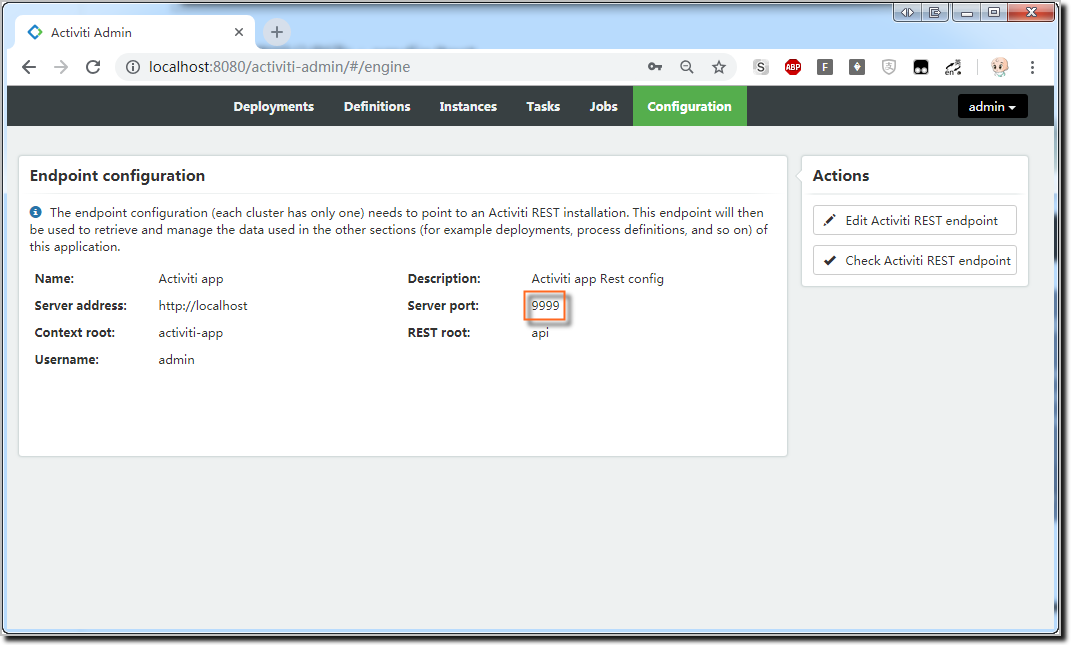 Activiti Admin
localhost:8080/activiti-admin/#/engine
S ABP F en
Deployments Definitions Instances Tasks Jobs Configuration admin
Endpoint configuration
The endpoint configuration (each cluster has only one) needs to point to an Activiti REST installation. This endpoint will then
be used to retrieve and manage the data used in the other sections (for example deployments, process definitions, and so on) of
this application.
Name: Activiti app Description: Activiti app Rest config
Server address: http://localhost Server port: 9999
Context root: activiti-app REST root: api
Username: admin
Actions
Edit Activiti REST endpoint
Check Activiti REST endpoint